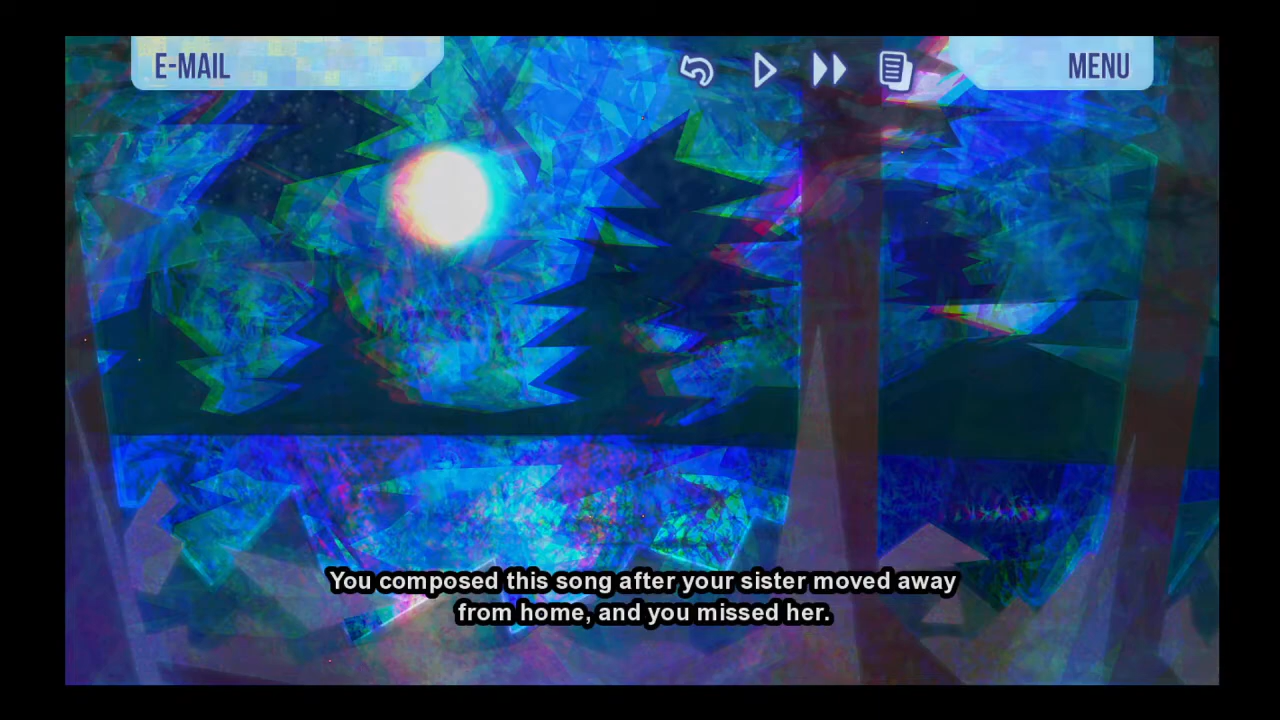 E-MAIL
MENU
You composed this song after your sister moved away
from home, and you missed her.